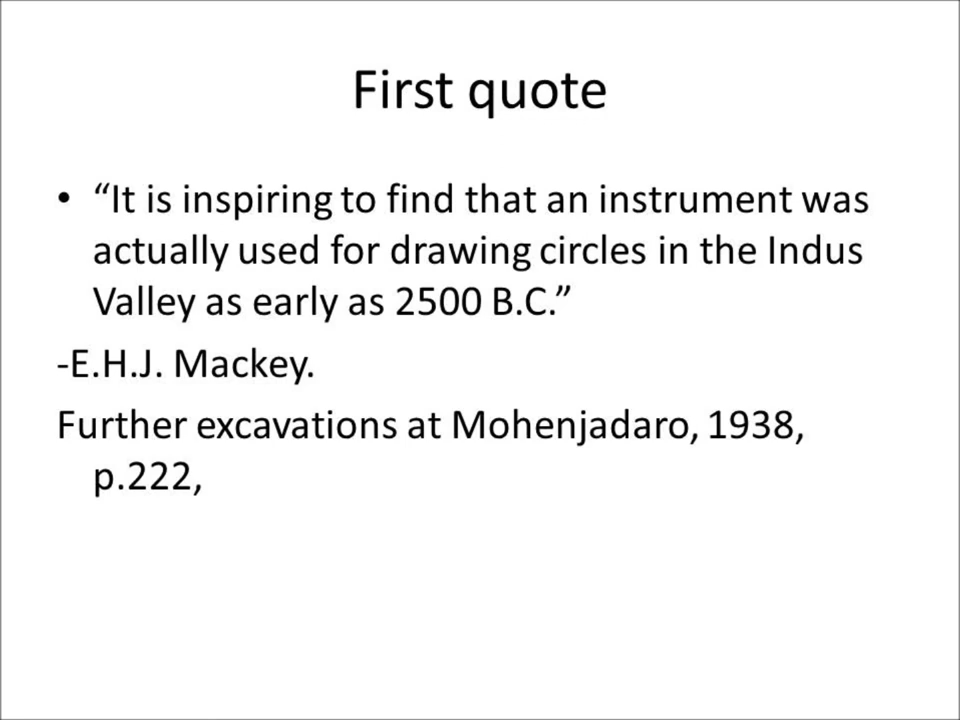 First quote
• “It is inspiring to find that an instrument was
actually used for drawing circles in the Indus
Valley as early as 2500 B.C.”
-E.H.J. Mackey.
Further excavations at Mohenjadaro, 1938,
p.222,